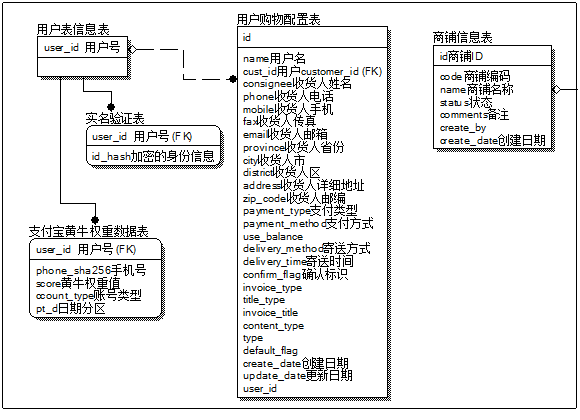 用户表信息表
user_id 用户号
实名验证表
user_id 用户号(FK)
id_hash加密的身份信息
支付宝黄牛权重数据表
user_id 用户号(FK)
phone_sha256手机号
score黄牛权重值
ccount_type账号类型
pt_d日期分区
用户购物配置表
id
name用户名
cust_id用户customer_id (FK)
consignee收货人姓名
phone收货人电话
mobile收货人手机
fax收货人传真
email收货人邮箱
province收货人省份
city收货人市
district收货人区
address收货人详细地址
zip_code收货人邮编
payment_type支付类型
payment_method支付方式
use_balance
delivery_method寄送方式
delivery_time寄送时间
confirm_flag确认标识
invoice_type
title_type
invoice_title
content_type
type
default_flag
create_date创建日期
update_date更新日期
user_id
商铺信息表
id商铺ID
code商铺编码
name商铺名称
status状态
comments备注
create_by
create_date创建日期